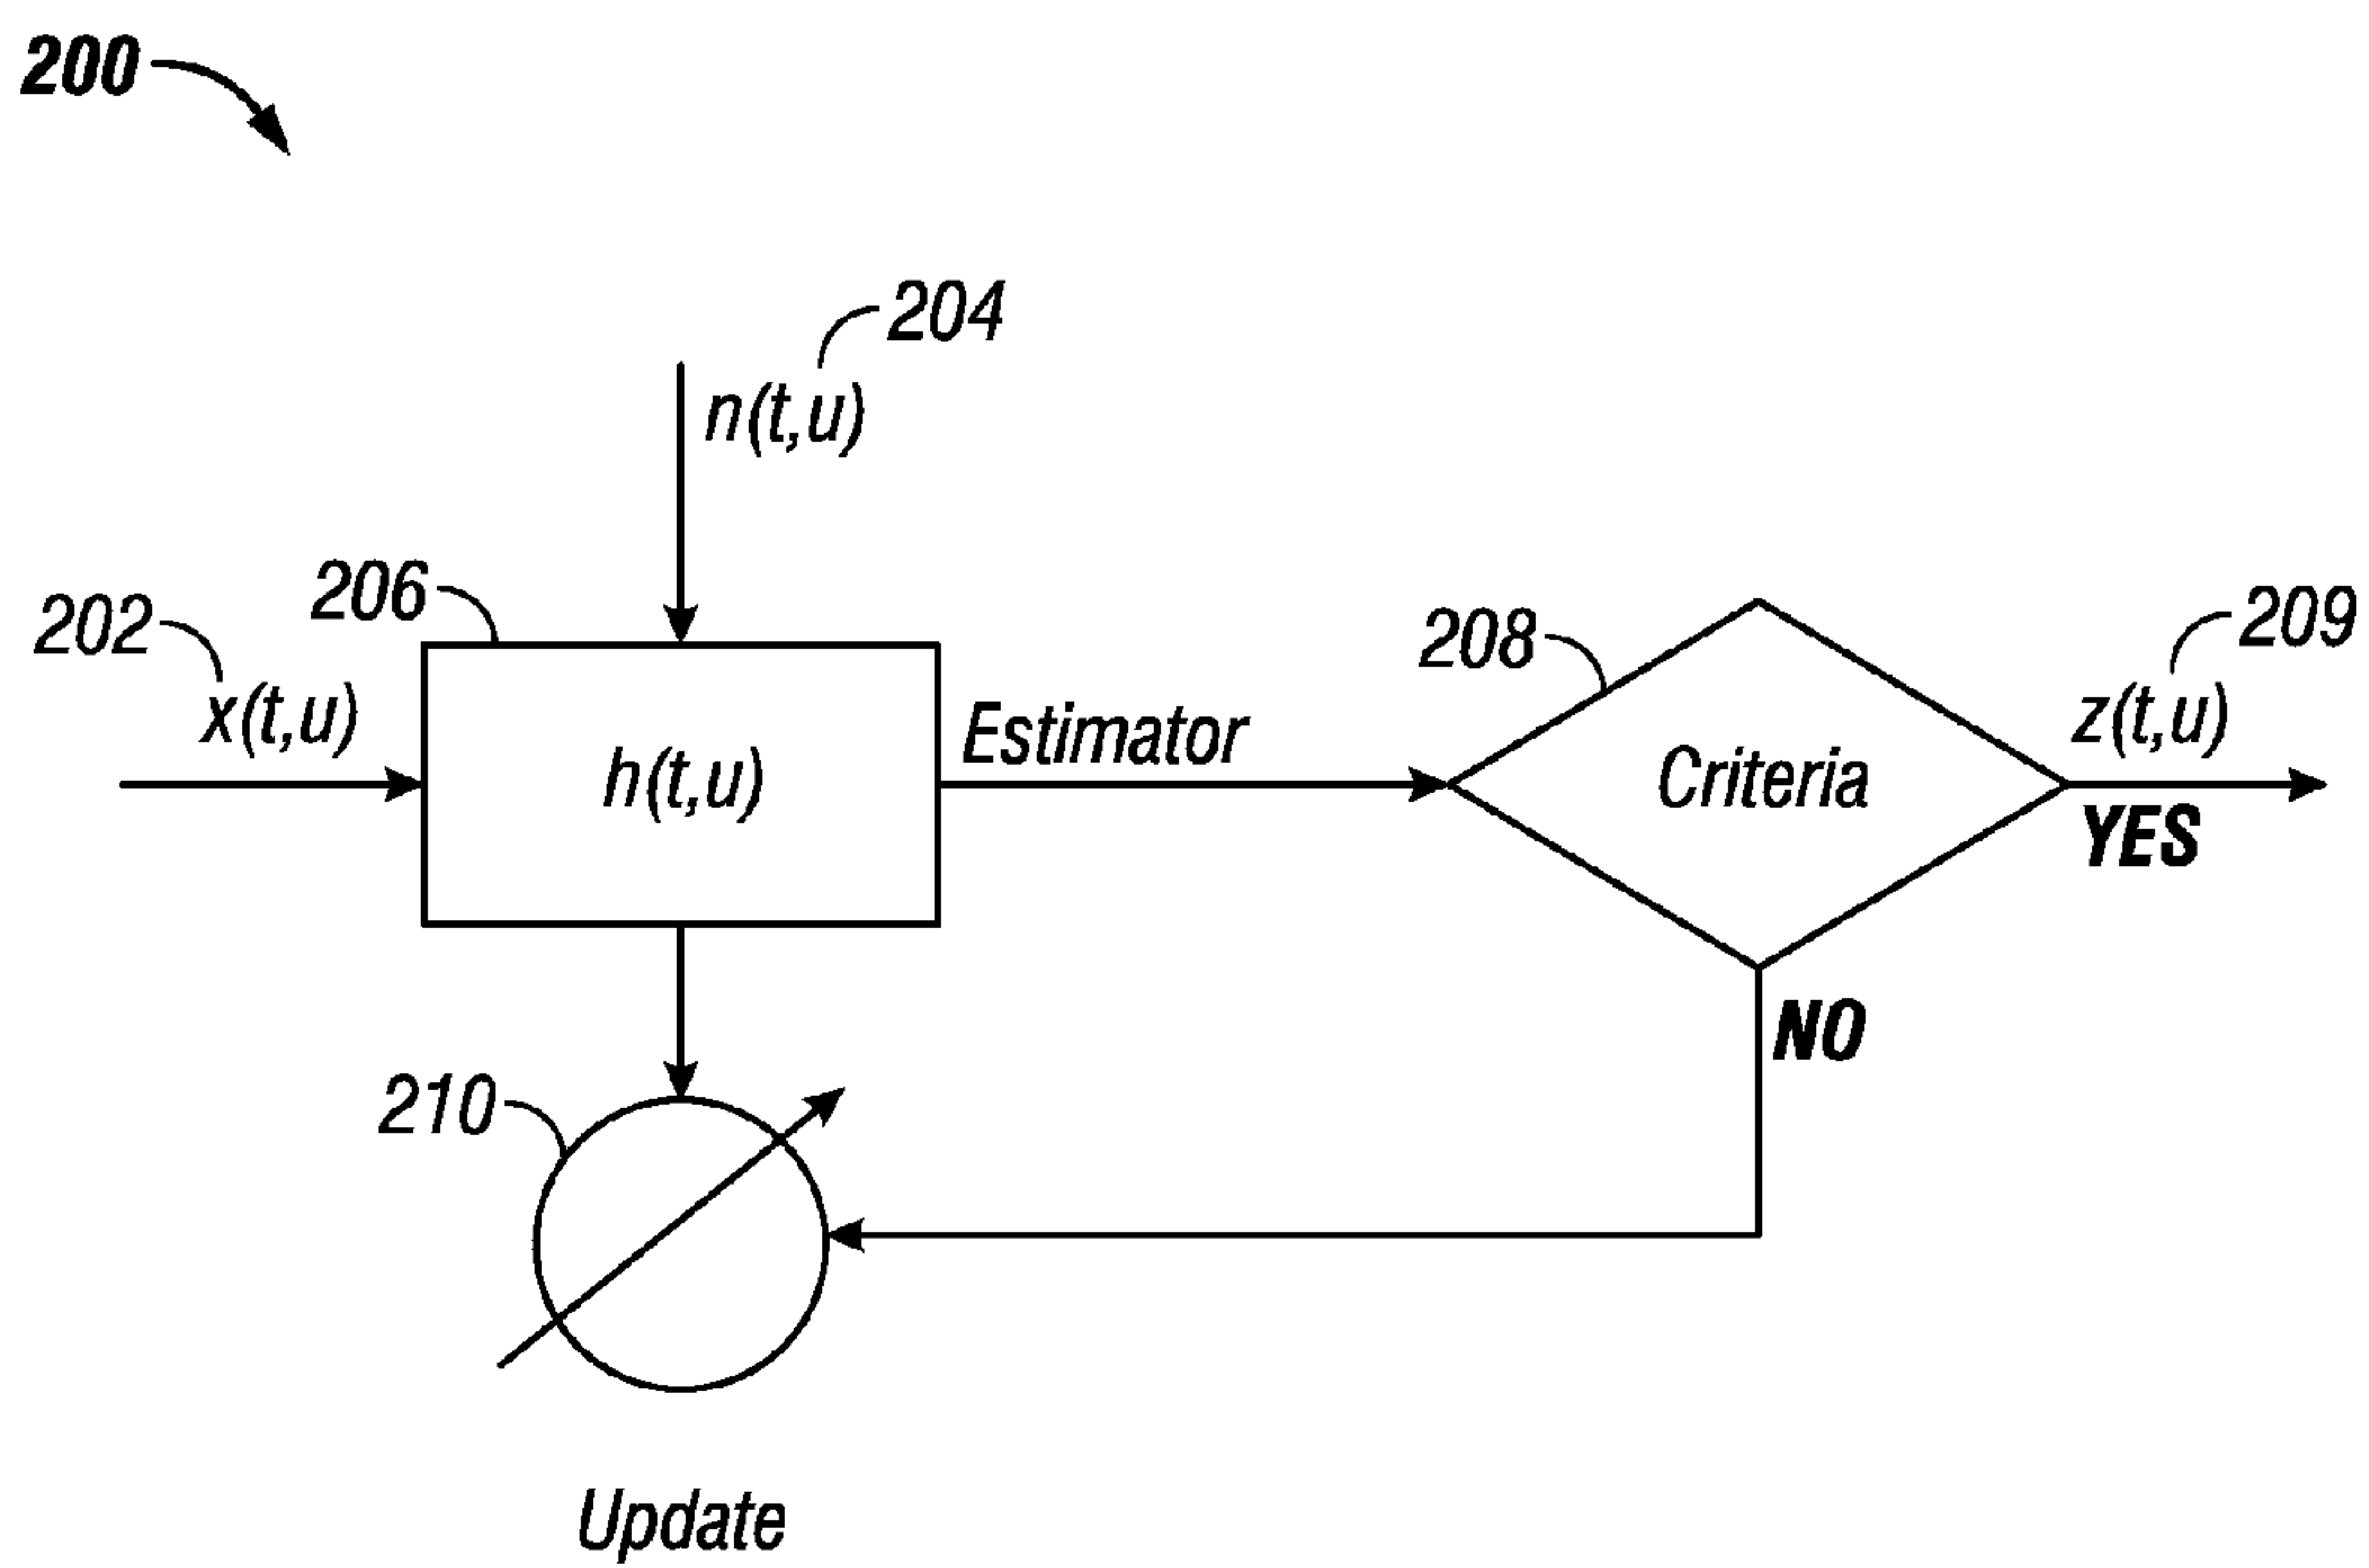 200
204
n(t,u)
206
202
x(t,u)
h(t,u)
Estimator
208
Criteria
209
z(t,u)
YES
NO
210
Update